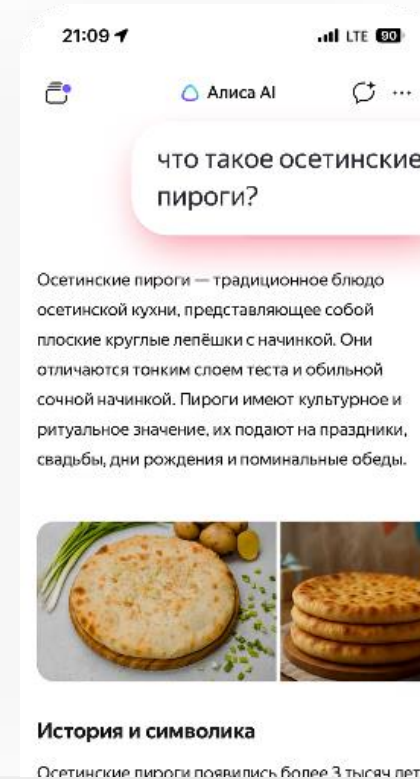 21:09
LTE 90
Алиса AI
что такое осетинские
пироги?
Осетинские пироги — традиционное блюдо
осетинской кухни, представляющее собой
плоские круглые лепёшки с начинкой. Они
отличаются тонким слоем теста и обильной
сочной начинкой. Пироги имеют культурное и
ритуальное значение, их подают на праздники,
свадьбы, дни рождения и поминальные обеды.
История и символика
Осетинские пироги появились более 3 тысяч лет